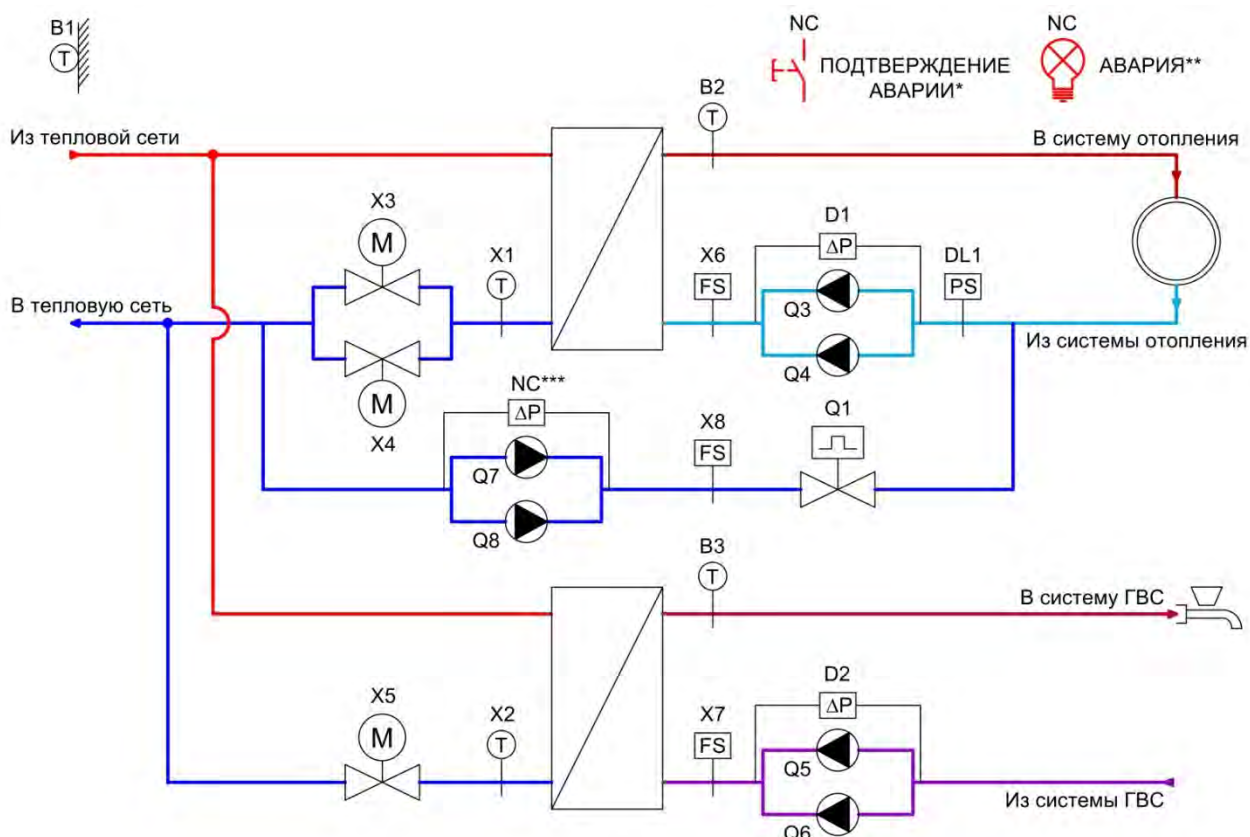 B1
T
NC
ПОДТВЕРЖДЕНИЕ
АВАРИИ*
NC
АВАРИЯ**
B2
T
Из тепловой сети
В систему отопления
X3
M
X1
T
X6
FS
D1
ΔP
DL1
PS
Q3
В тепловую сеть
Из системы отопления
Q4
M
X4
NC***
ΔP
X8
FS
Q1
Q7
Q8
B3
T
В систему ГВС
X5
M
X2
T
X7
FS
D2
ΔP
Q5
Из системы ГВС
Q6